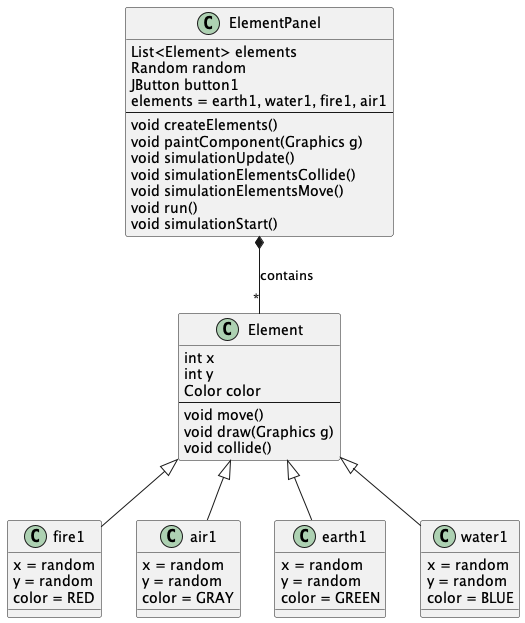 C ElementPanel
List<Element> elements
Random random
JButton button1
elements = earth1, water1, fire1, air1
void createElements()
void paintComponent(Graphics g)
void simulationUpdate()
void simulationElementsCollide()
void simulationElementsMove()
void run()
void simulationStart()
contains
*
C Element
int x
int y
Color color
void move()
void draw(Graphics g)
void collide()
C fire1
x = random
y = random
color = RED
C air1
x = random
y = random
color = GRAY
C earth1
x = random
y = random
color = GREEN
C water1
x = random
y = random
color = BLUE